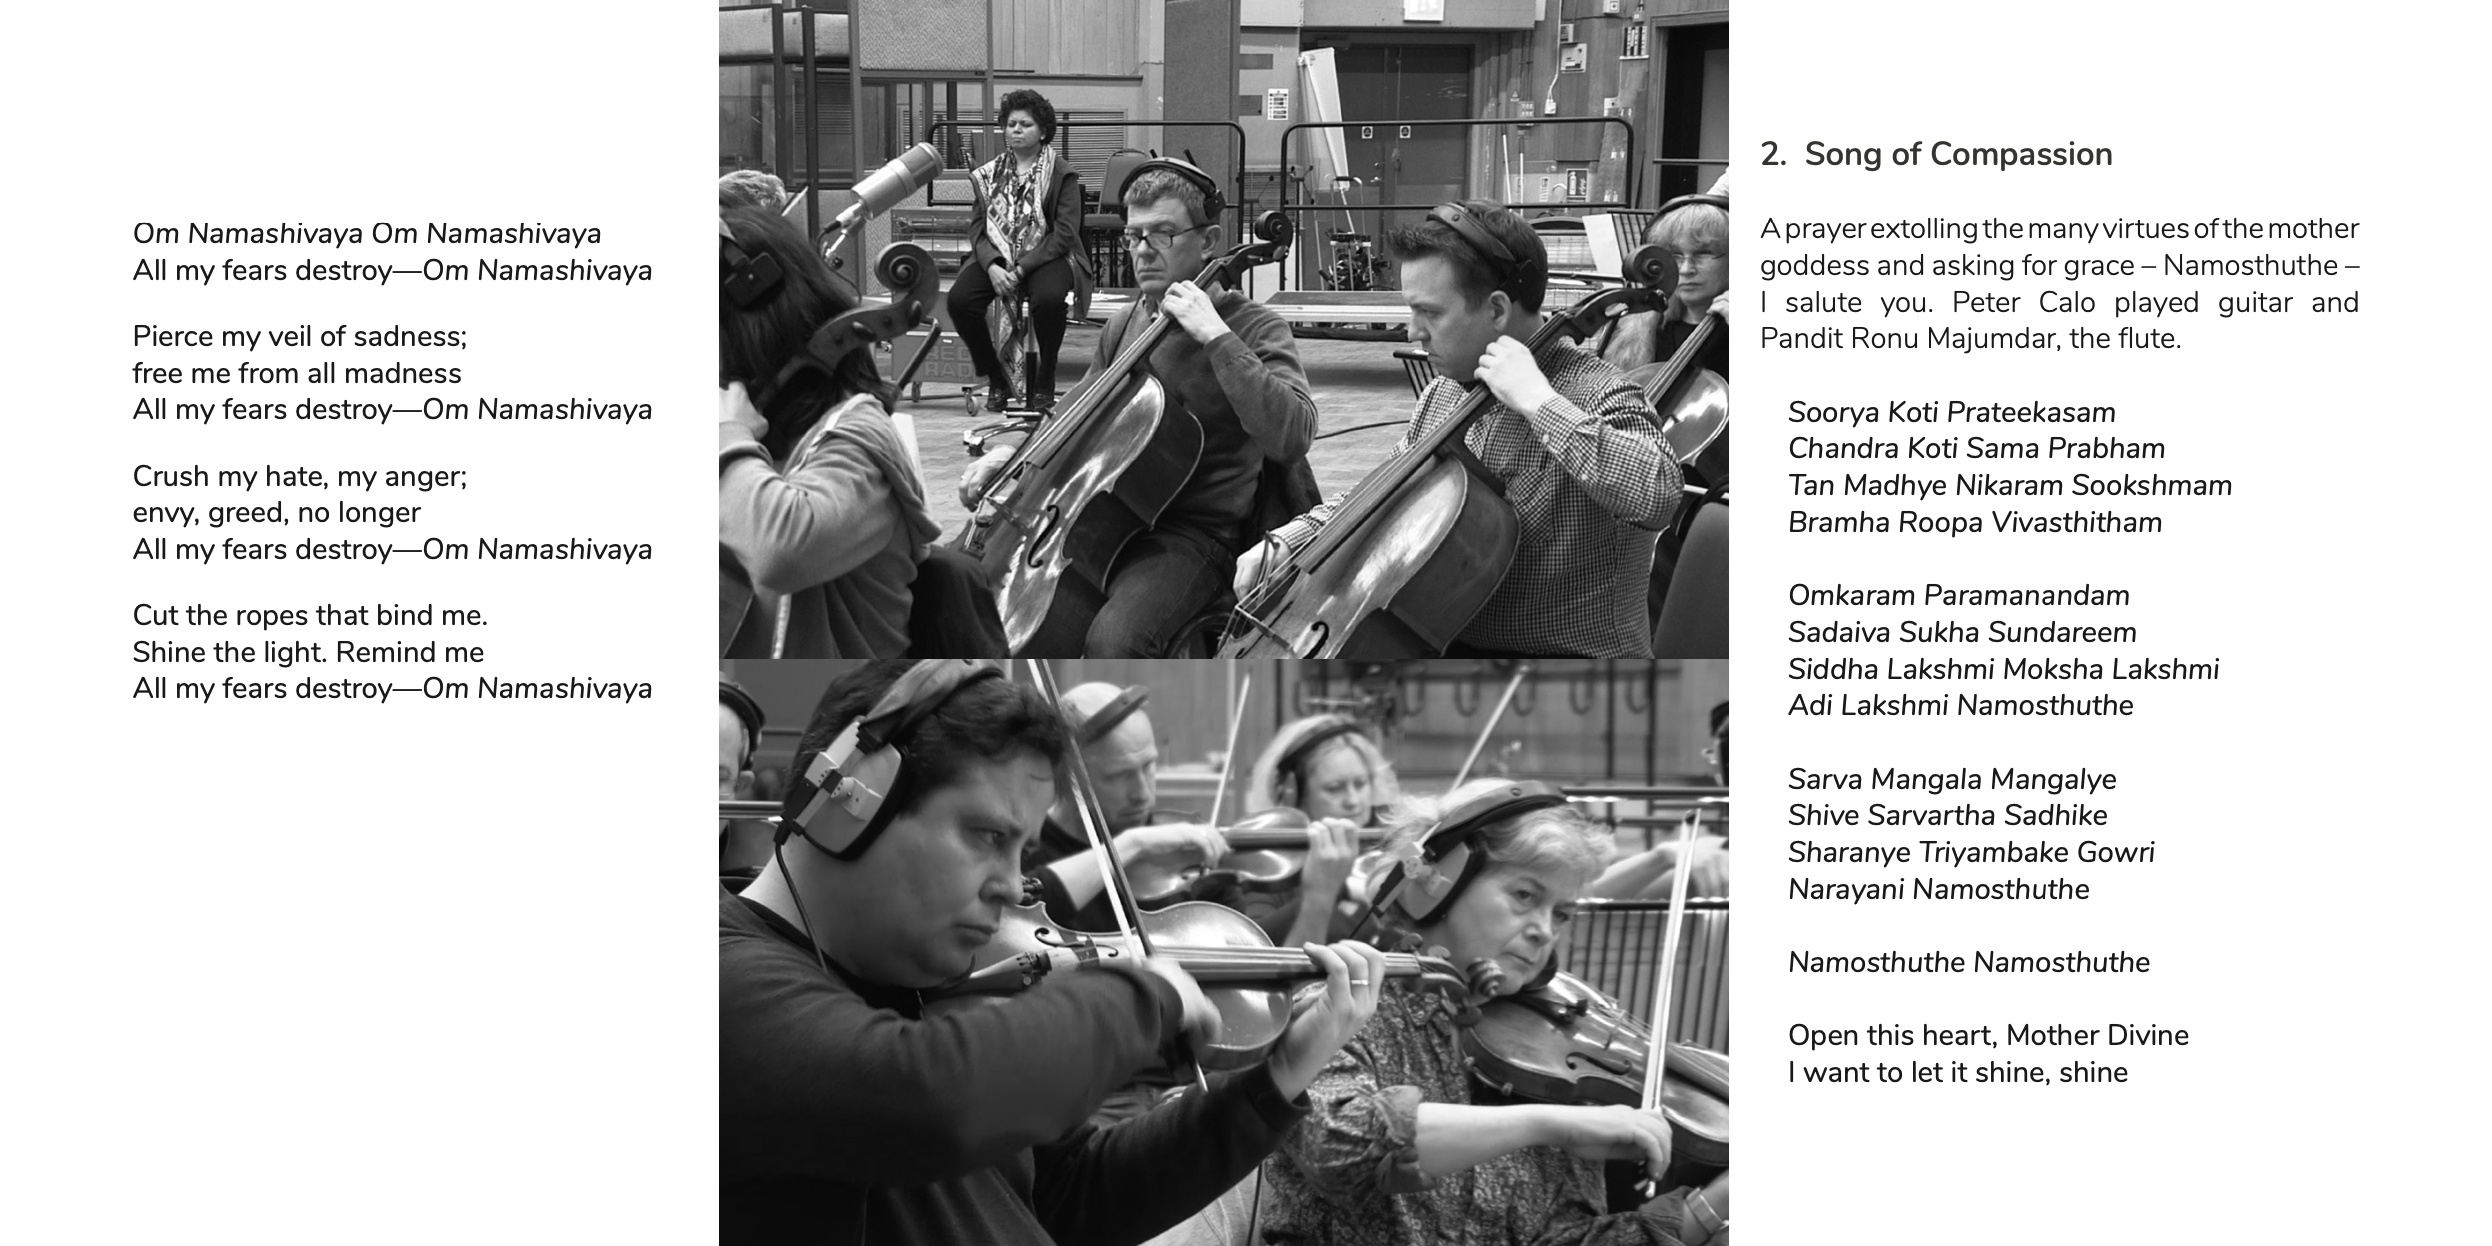 Om Namashivaya Om Namashivaya
All my fears destroy—Om Namashivaya
Pierce my veil of sadness;
free me from all madness
All my fears destroy—Om Namashivaya
Crush my hate, my anger;
envy, greed, no longer
All my fears destroy—Om Namashivaya
Cut the ropes that bind me.
Shine the light. Remind me
All my fears destroy—Om Namashivaya
2. Song of Compassion
A prayer extolling the many virtues of the mother
goddess and asking for grace – Namosthuthe –
I salute you. Peter Calo played guitar and
Pandit Ronu Majumdar, the flute.
Soorya Koti Prateekasam
Chandra Koti Sama Prabham
Tan Madhye Nikaram Sookshmam
Bramha Roopa Vivasthitham
Omkaram Paramanandam
Sadaiva Sukha Sundareem
Siddha Lakshmi Moksha Lakshmi
Adi Lakshmi Namosthuthe
Sarva Mangala Mangalye
Shive Sarvartha Sadhike
Sharanye Triyambake Gowri
Narayani Namosthuthe
Namosthuthe Namosthuthe
Open this heart, Mother Divine
I want to let it shine, shine